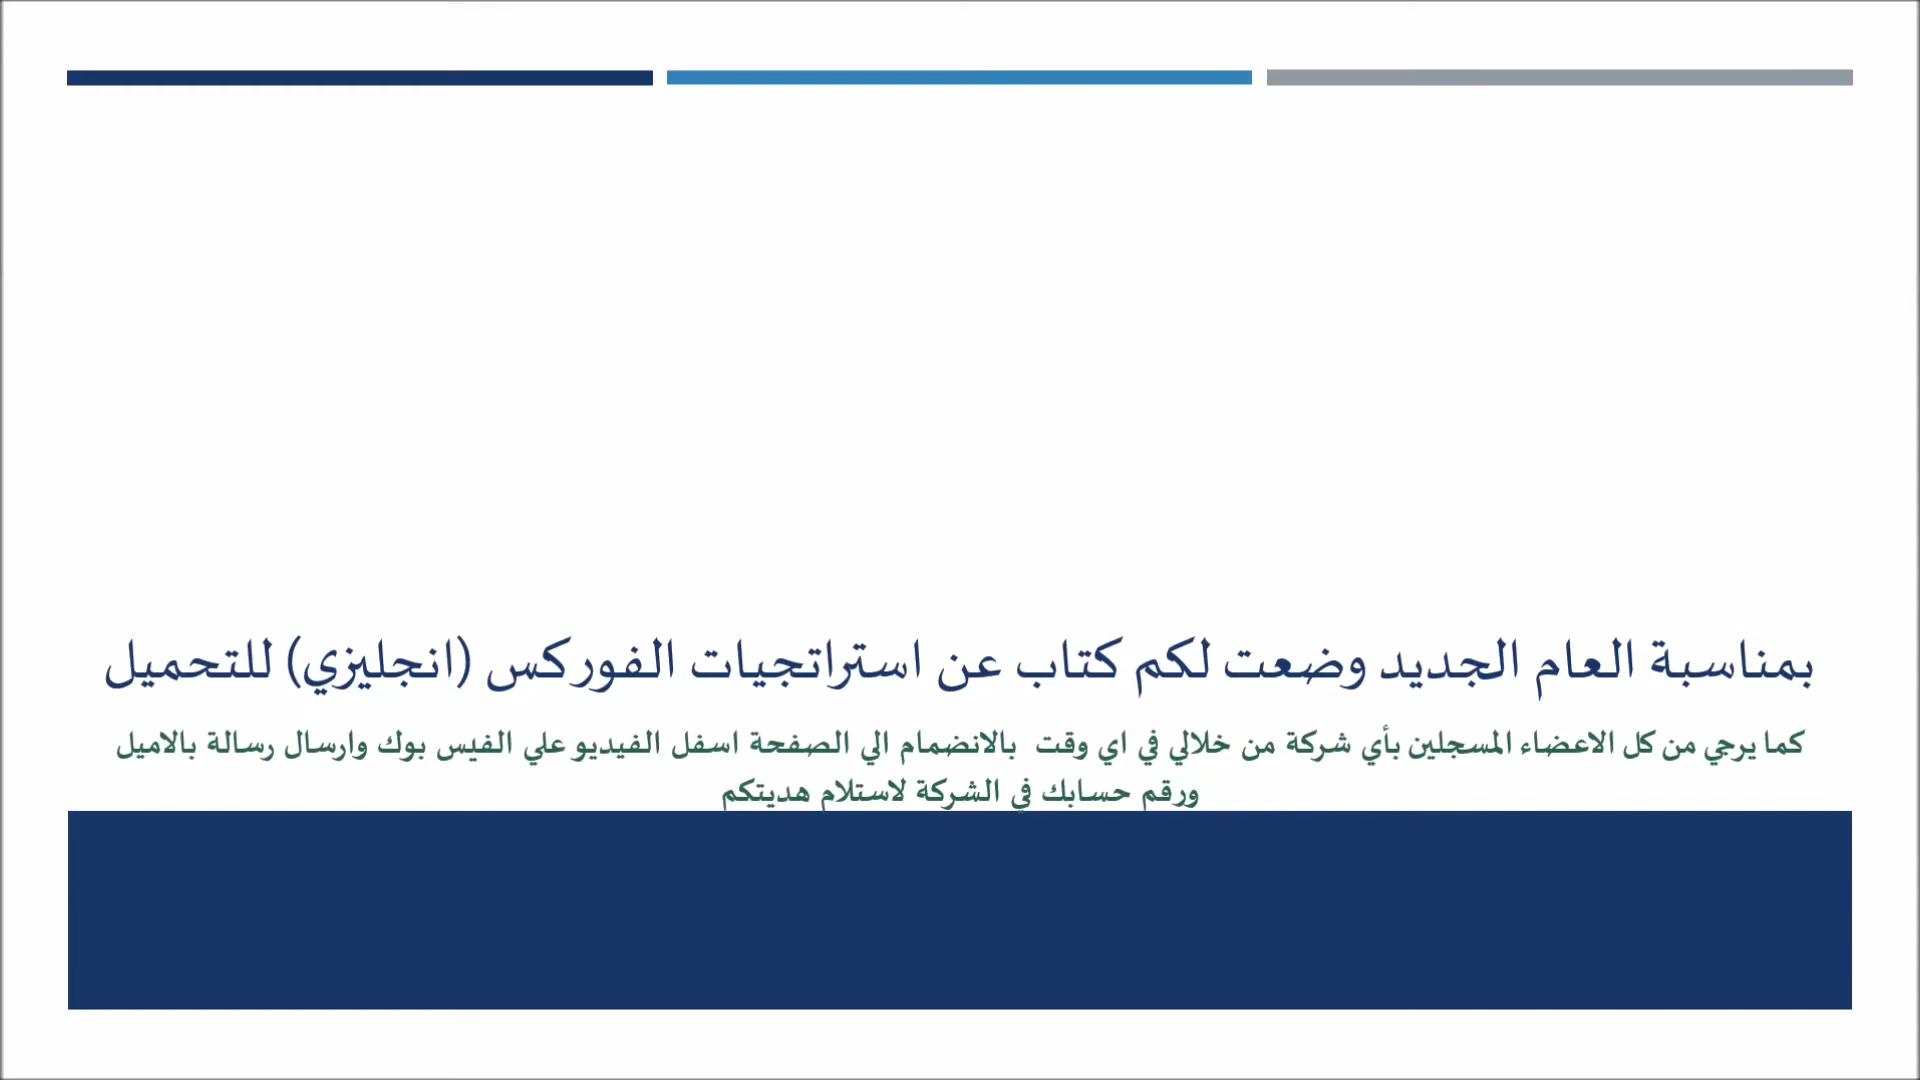 بمناسبة العام الجديد وضعت لكم كتاب عن استراتجيات الفوركس (انجليزي) للتحميل
كما يرجي من كل الاعضاء المسجلين بأي شركة من خلالي في اي وقت بالانضمام الي الصفحة اسفل الفيديو علي الفيس بوك وارسال رسالة بالاميل
ورقم حسابك في الشركة لاستلام هديتكم